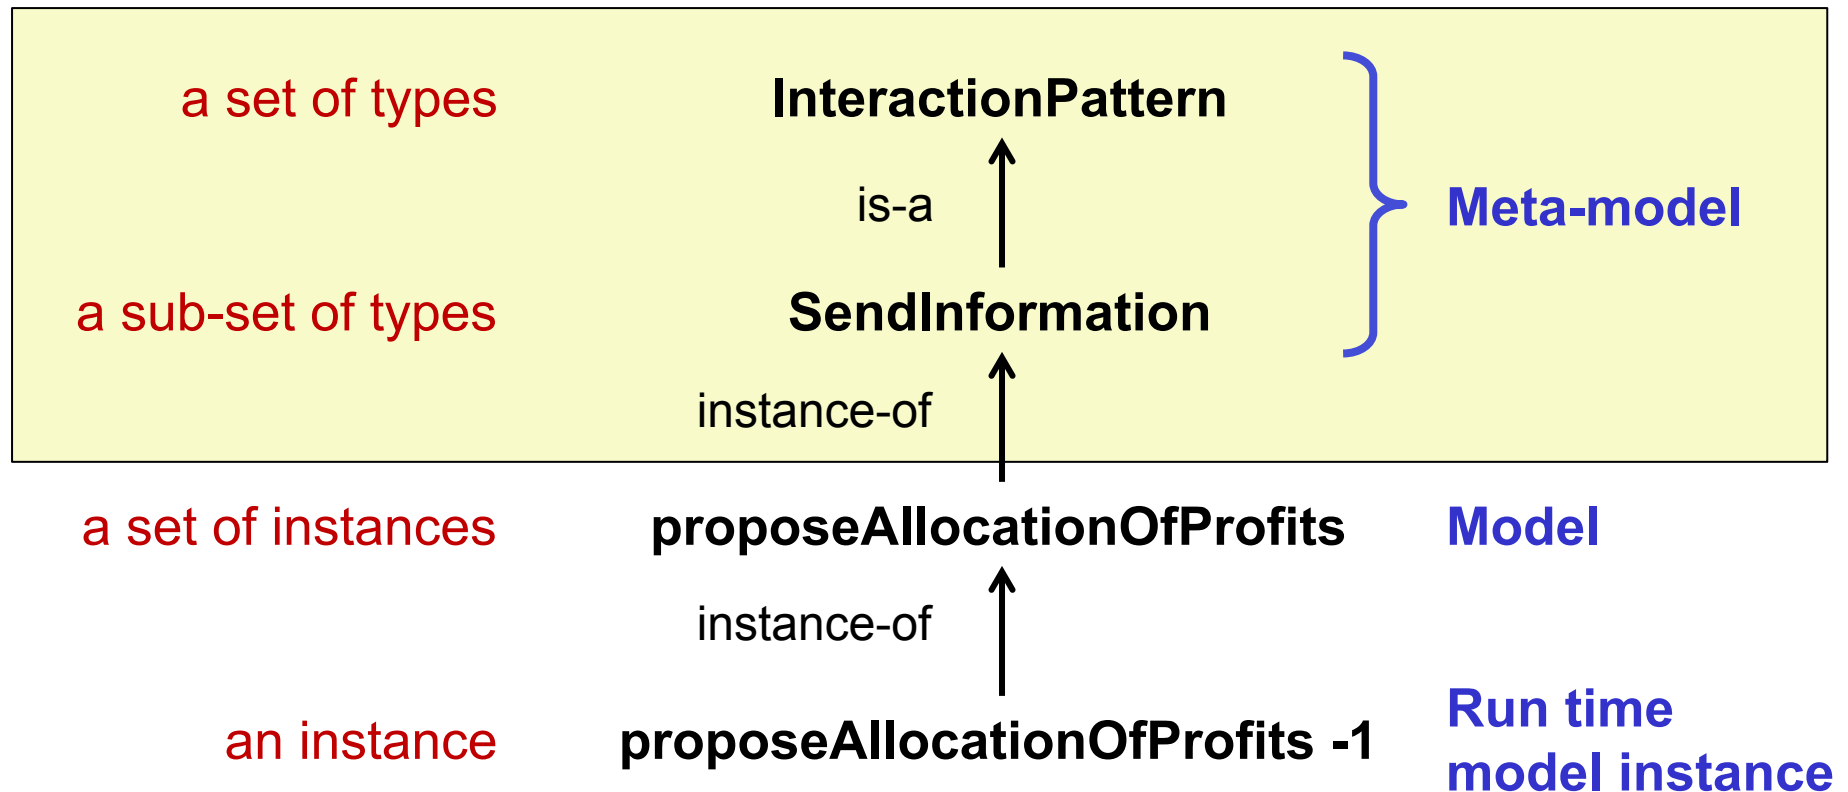 a set of types
InteractionPattern
is-a
Meta-model
a sub-set of types
SendInformation
instance-of
a set of instances
proposeAllocationOfProfits
Model
instance-of
an instance
proposeAllocationOfProfits -1
Run time
model instance